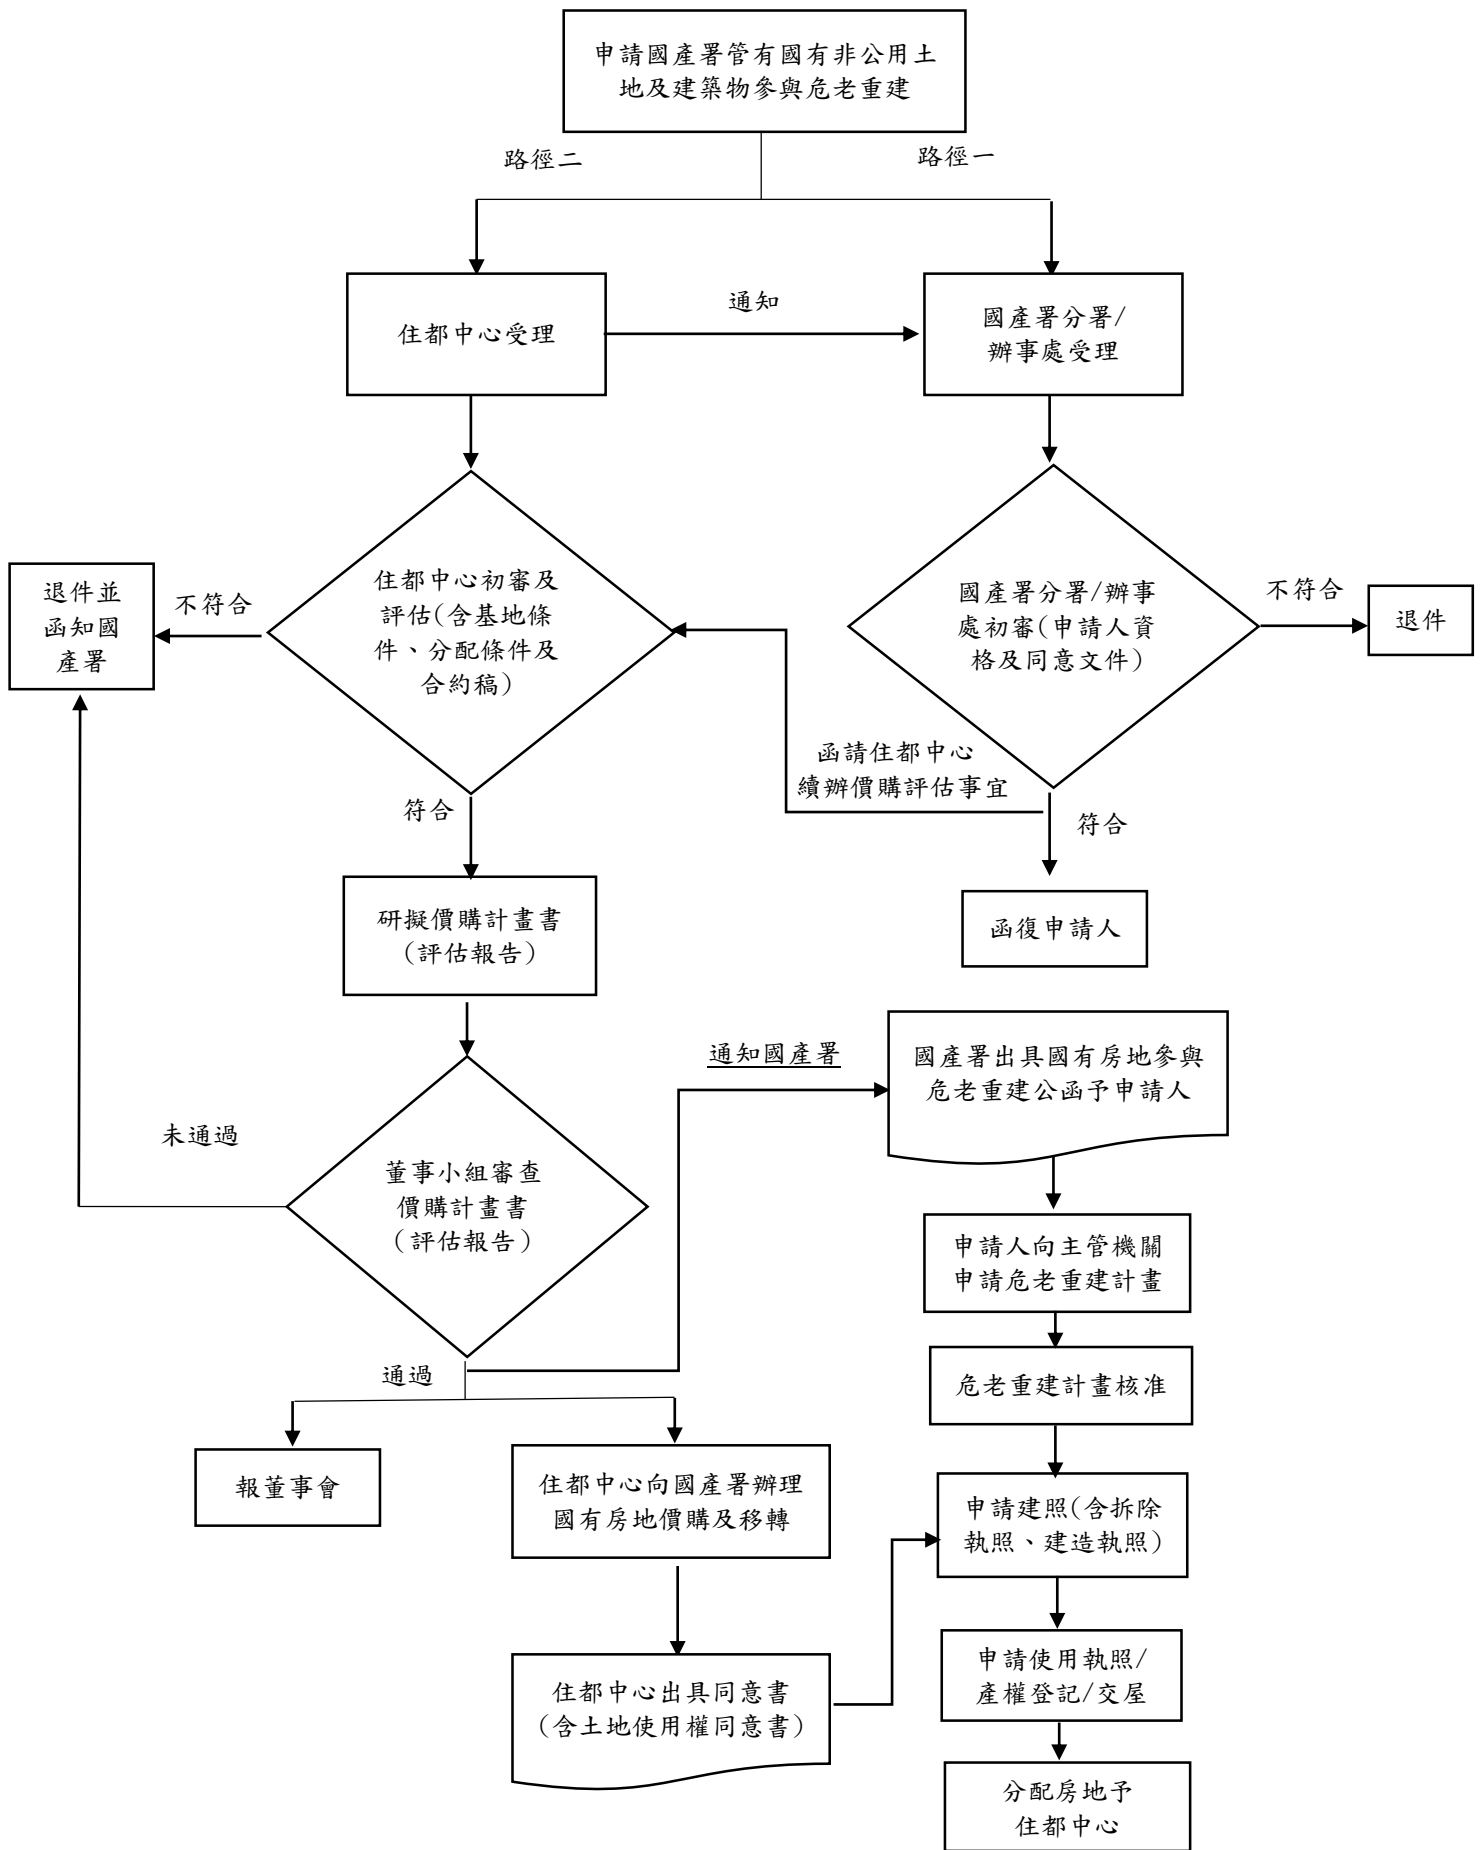 申請國產署管有國有非公用土
地及建築物參與危老重建
路徑二
路徑一
住都中心受理
通知
國產署分署/
辦事處受理
退件並
函知國
產署
不符合
住都中心初審及
評估(含基地條
件、分配條件及
合約稿)
國產署分署/辦事
處初審(申請人資
格及同意文件)
不符合
退件
函請住都中心
續辦價購評估事宜
符合
符合
研擬價購計畫書
(評估報告)
函復申請人
通知國產署
國產署出具國有房地參與
危老重建公函予申請人
未通過
董事小組審查
價購計畫書
(評估報告)
申請人向主管機關
申請危老重建計畫
通過
危老重建計畫核准
報董事會
住都中心向國產署辦理
國有房地價購及移轉
申請建照(含拆除
執照、建造執照)
住都中心出具同意書
(含土地使用權同意書)
申請使用執照/
產權登記/交屋
分配房地予
住都中心